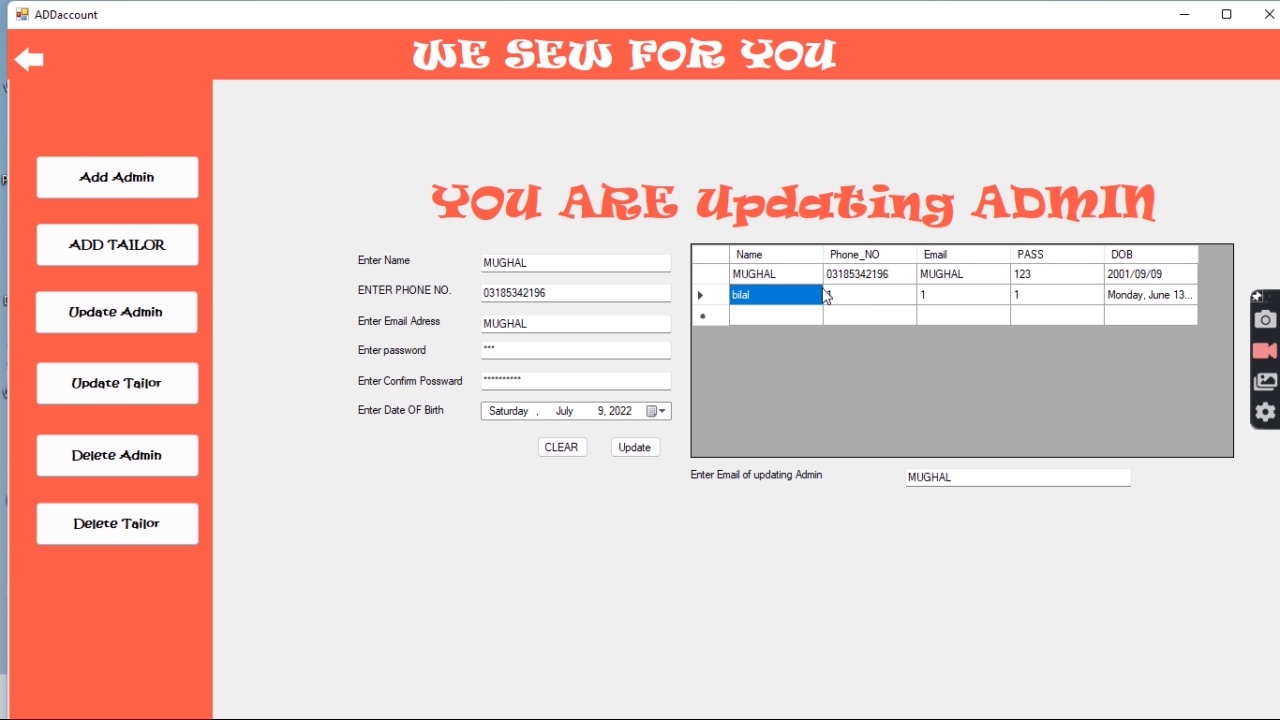 ADDaccount
WE SEW FOR YOU
Add Admin
ADD TAILOR
Update Admin
Update Tailor
Delete Admin
Delete Tailor
YOU ARE Updating ADMIN
Enter Name MUGHAL
ENTER PHONE NO. 03185342196
Enter Email Adress MUGHAL
Enter password ***
Enter Confirm Possward **********
Enter Date OF Birth Saturday , July 9, 2022
CLEAR Update
Name Phone_NO Email PASS DOB
MUGHAL 03185342196 MUGHAL 123 2001/09/09
bilal 1 1 1 Monday, June 13...
Enter Email of updating Admin MUGHAL